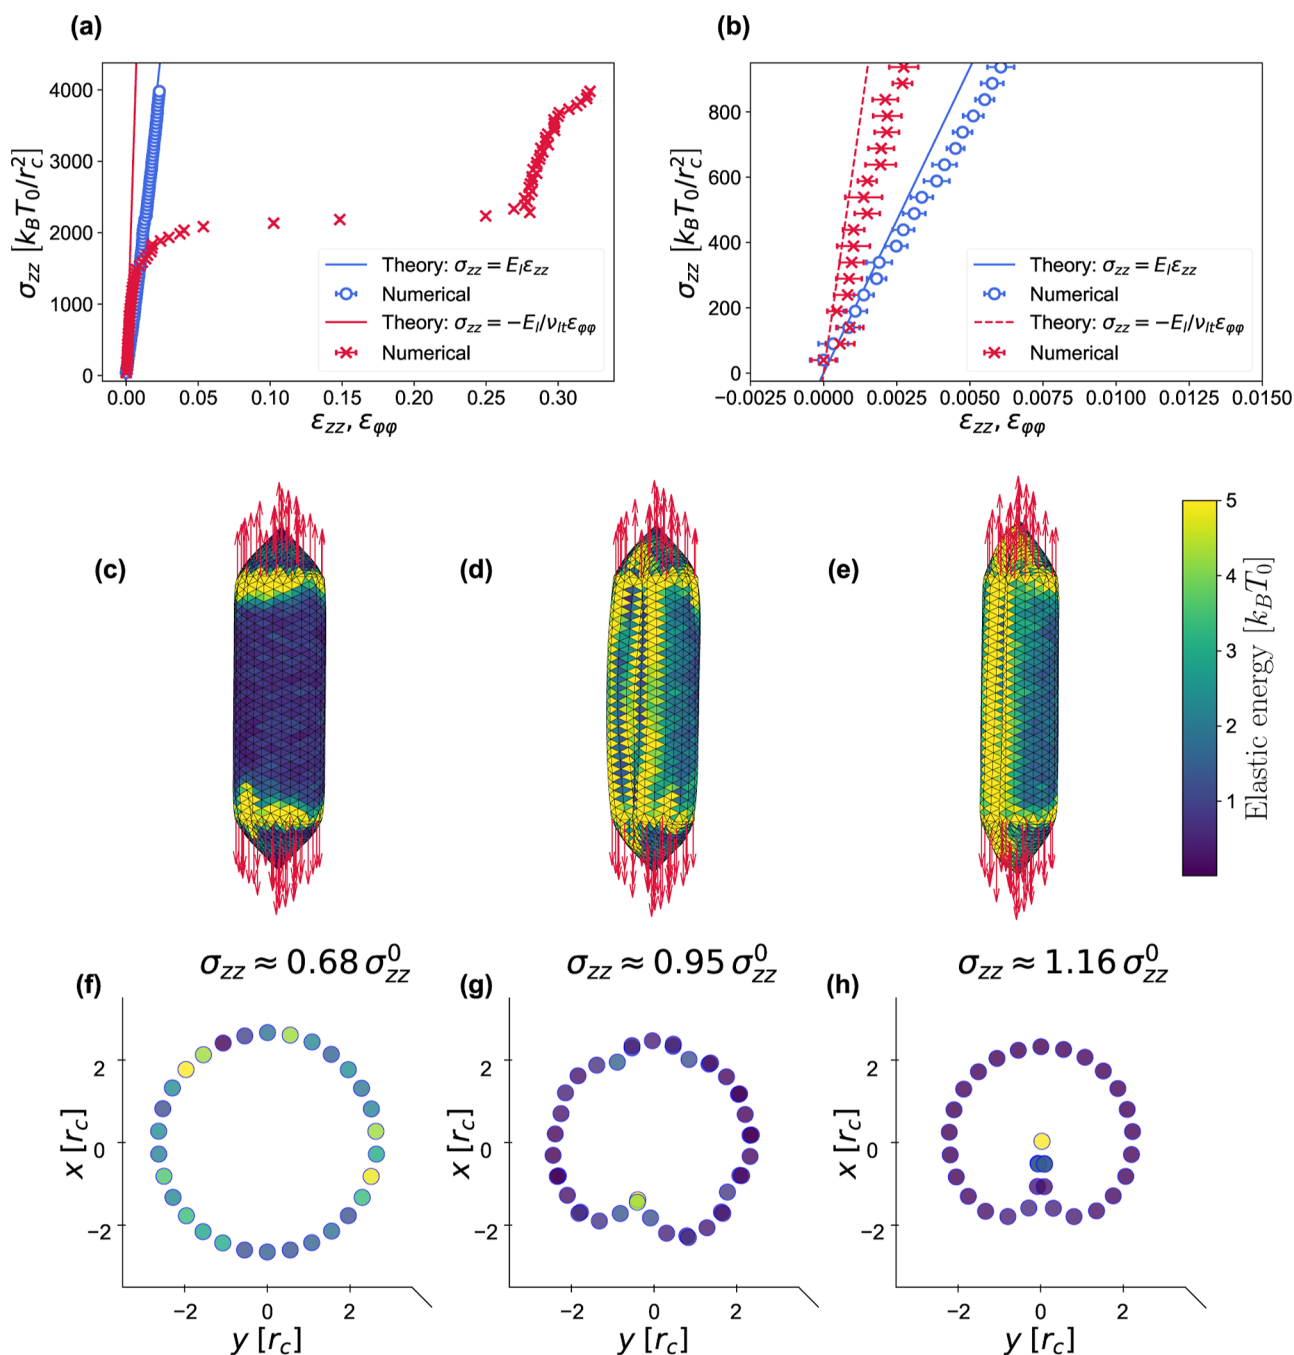 (a)
(b)
4000
3000
2000
1000
0
σzz [kBT0/rc²]
0.00 0.05 0.10 0.15 0.20 0.25 0.30
εzz, εφφ
Theory: σzz = Elεzz
Numerical
Theory: σzz = −El/νltεφφ
Numerical
800
600
400
200
0
σzz [kBT0/rc²]
−0.0025 0.0000 0.0025 0.0050 0.0075 0.0100 0.0125 0.0150
εzz, εφφ
Theory: σzz = Elεzz
Numerical
Theory: σzz = −El/νltεφφ
Numerical
(c)
(d)
(e)
5
4
3
2
1
Elastic energy [kBT0]
σzz ≈ 0.68 σ⁰zz
σzz ≈ 0.95 σ⁰zz
σzz ≈ 1.16 σ⁰zz
(f)
(g)
(h)
2
0
−2
x [rc]
−2 0 2
y [rc]
2
0
−2
x [rc]
−2 0 2
y [rc]
2
0
−2
x [rc]
−2 0 2
y [rc]